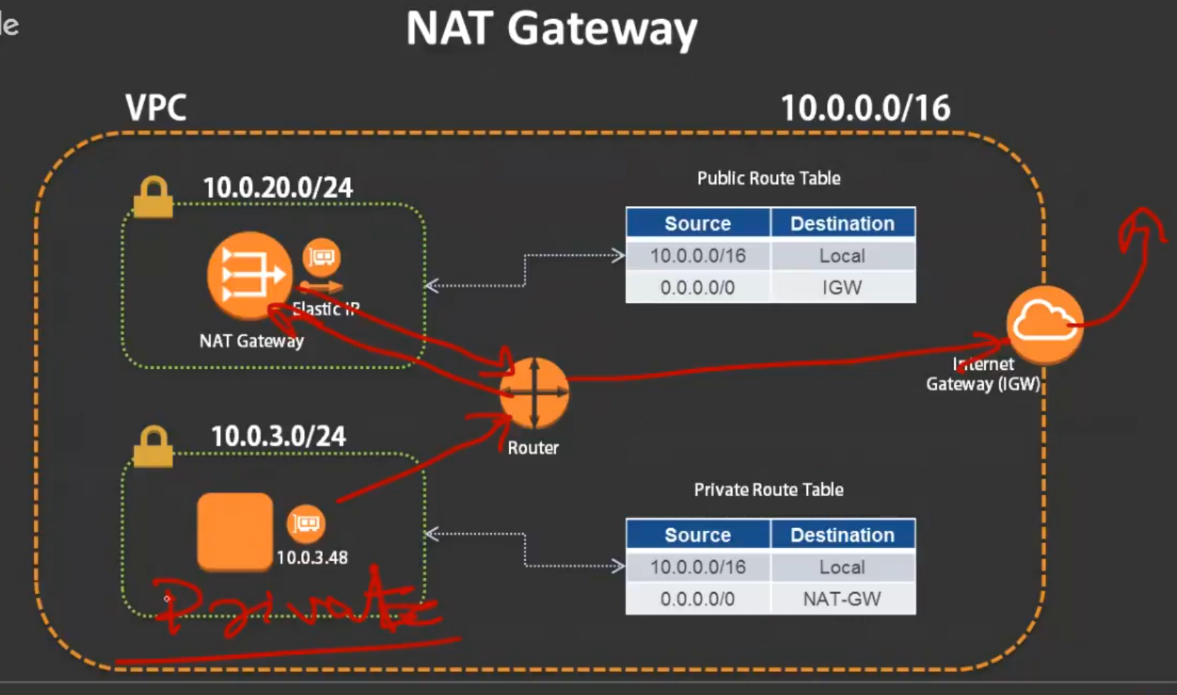 le
NAT Gateway
VPC
10.0.0.0/16
10.0.20.0/24
Elastic IP
NAT Gateway
Public Route Table
Source Destination
10.0.0.0/16 Local
0.0.0.0/0 IGW
Internet
Gateway (IGW)
Router
10.0.3.0/24
10.0.3.48
Private
Private Route Table
Source Destination
10.0.0.0/16 Local
0.0.0.0/0 NAT-GW